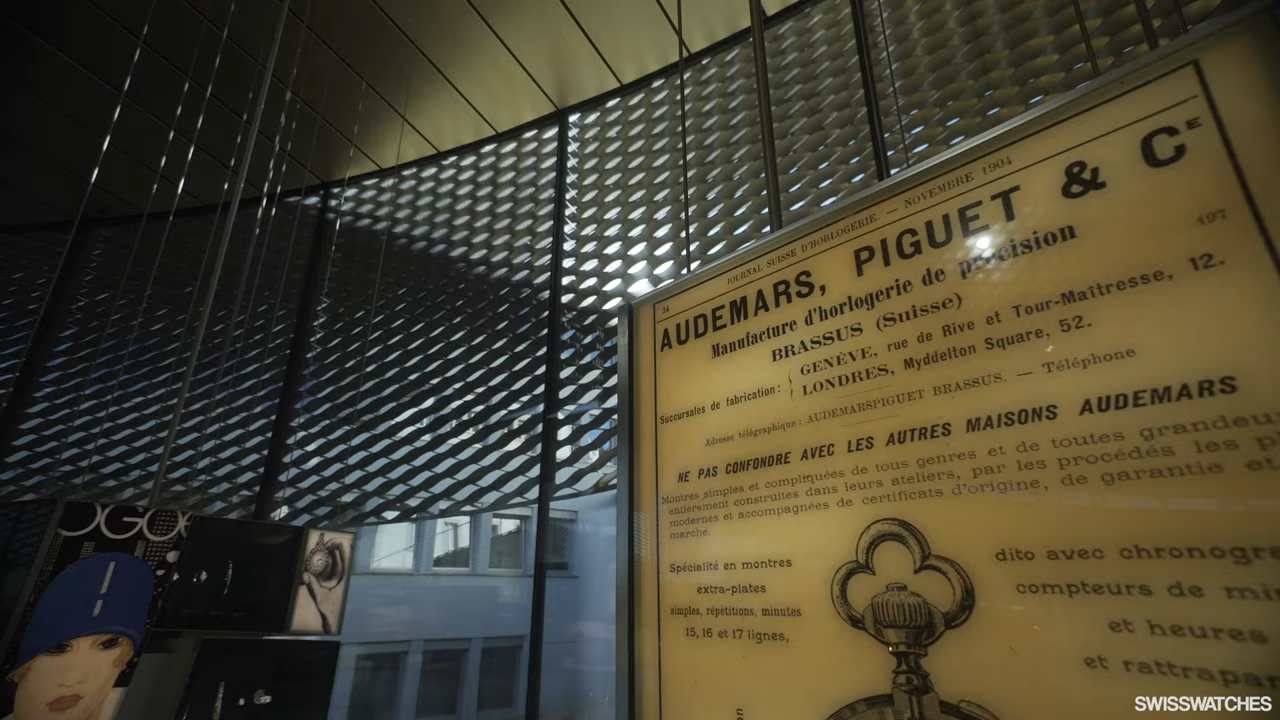 JOURNAL SUISSE D'HORLOGERIE. — NOVEMBRE 1904
34
AUDEMARS, PIGUET & Cᴱ
197
Manufacture d'horlogerie de précision
BRASSUS (Suisse)
Succursales de fabrication: { GENÈVE, rue de Rive et Tour-Maîtresse, 12.
LONDRES, Myddelton Square, 52.
Adresse télégraphique: AUDEMARSPIGUET BRASSUS. — Téléphone
NE PAS CONFONDRE AVEC LES AUTRES MAISONS AUDEMARS
Montres simples et compliquées de tous genres et de toutes grandeu
entièrement construites dans leurs ateliers, par les procédés les p
modernes et accompagnées de certificats d'origine, de garantie et
marche.
Spécialité en montres
extra-plates
simples, répétitions, minutes
15, 16 et 17 lignes,
dito avec chronogra
compteurs de mi
et heures
et rattrapan
SWISSWATCHES